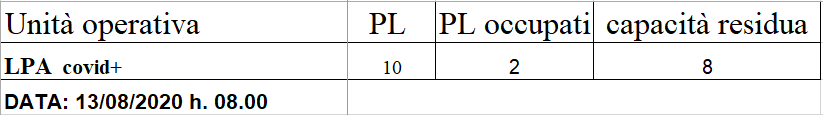 Unità operativa PL PL occupati capacità residua
LPA covid+ 10 2 8
DATA: 13/08/2020 h. 08.00